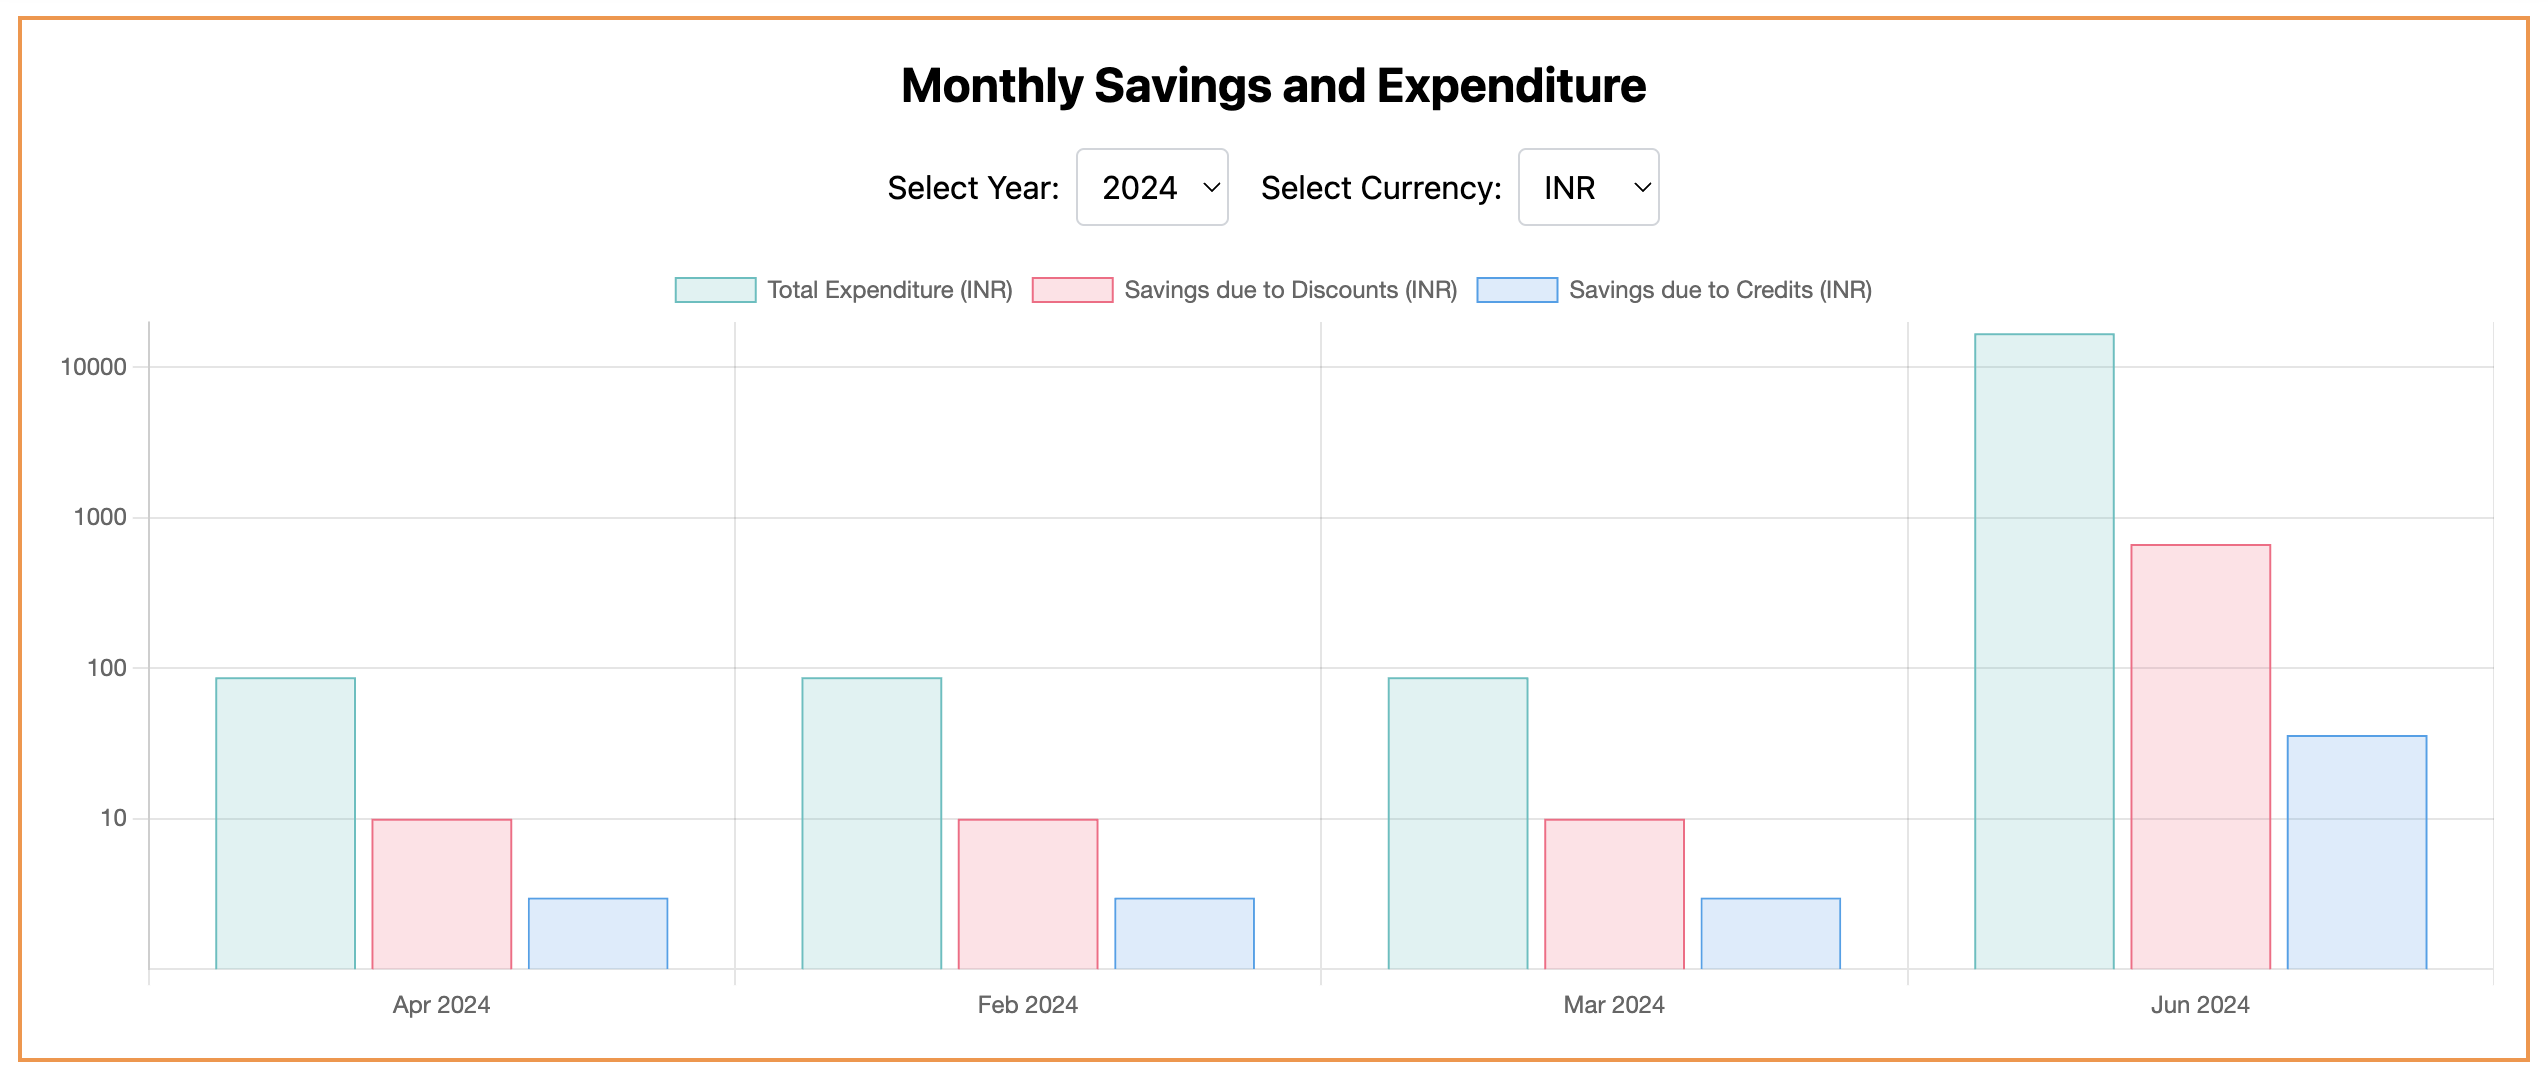 Monthly Savings and Expenditure
Select Year: 2024 Select Currency: INR
Total Expenditure (INR) Savings due to Discounts (INR) Savings due to Credits (INR)
10000
1000
100
10
Apr 2024 Feb 2024 Mar 2024 Jun 2024